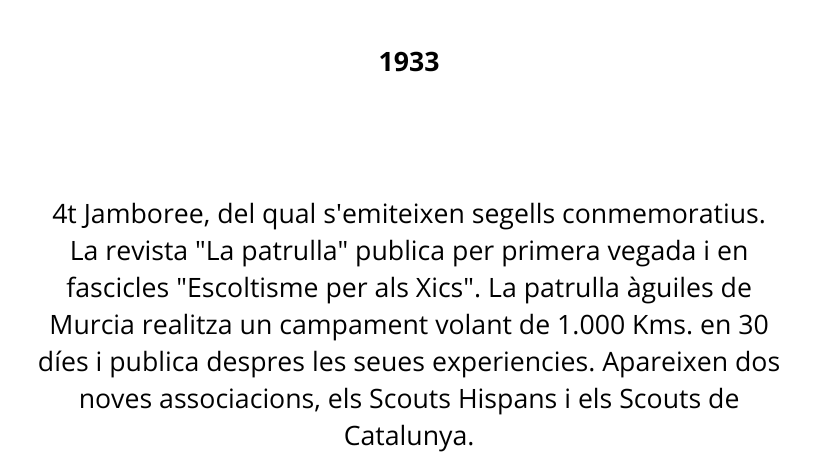 1933
4t Jamboree, del qual s'emiteixen segells conmemoratius.
La revista "La patrulla" publica per primera vegada i en
fascicles "Escoltisme per als Xics". La patrulla àguiles de
Murcia realitza un campament volant de 1.000 Kms. en 30
díes i publica despres les seues experiencies. Apareixen dos
noves associacions, els Scouts Hispans i els Scouts de
Catalunya.